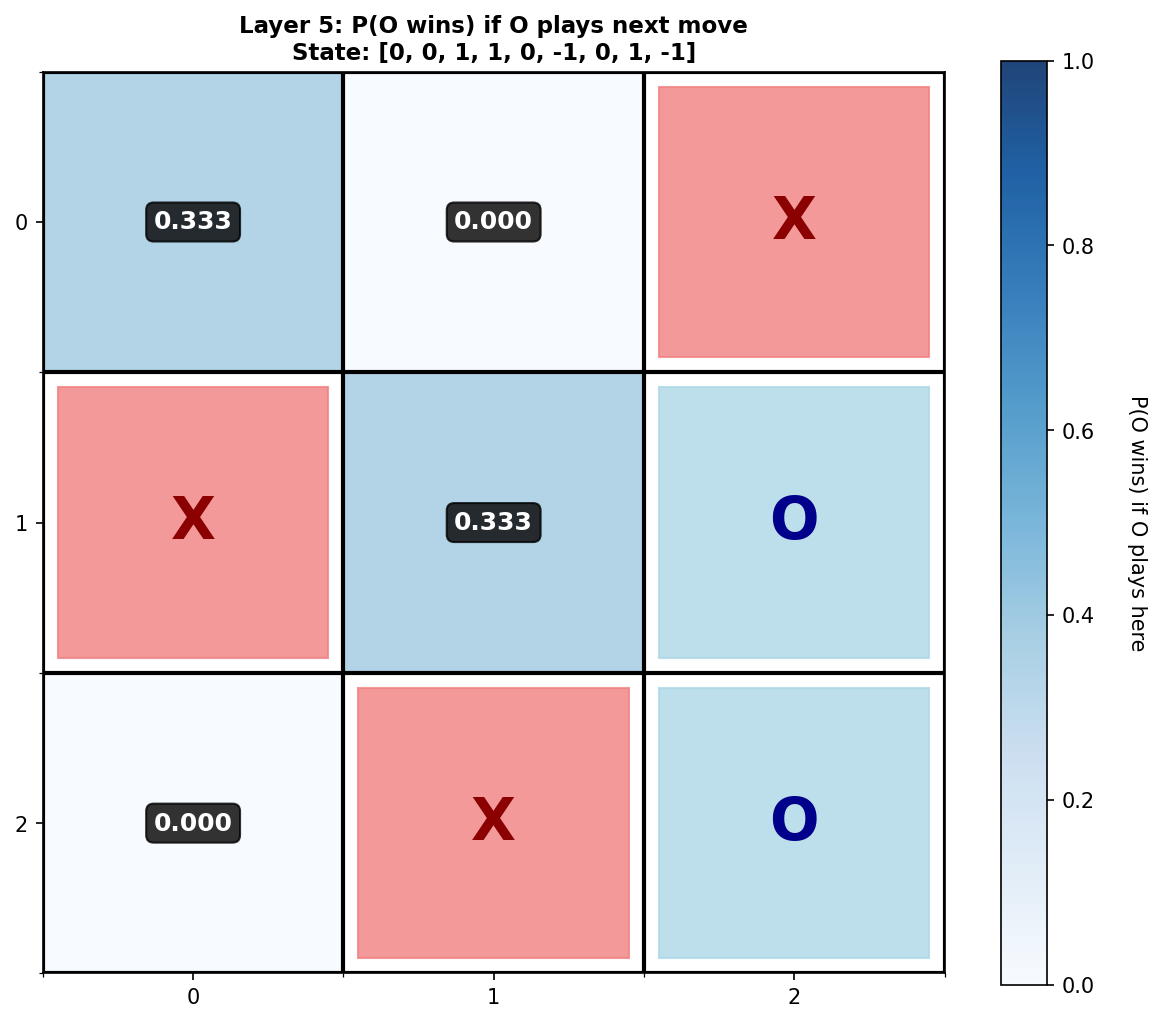 Layer 5: P(O wins) if O plays next move
State: [0, 0, 1, 1, 0, -1, 0, 1, -1]
0
0.333
0.000
X
1
X
0.333
O
2
0.000
X
O
0
1
2
1.0
0.8
0.6
0.4
0.2
0.0
P(O wins) if O plays here